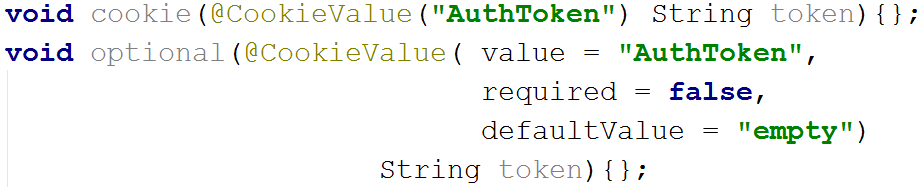 void cookie(@CookieValue("AuthToken") String token){};
void optional(@CookieValue( value = "AuthToken",
required = false,
defaultValue = "empty")
String token){};